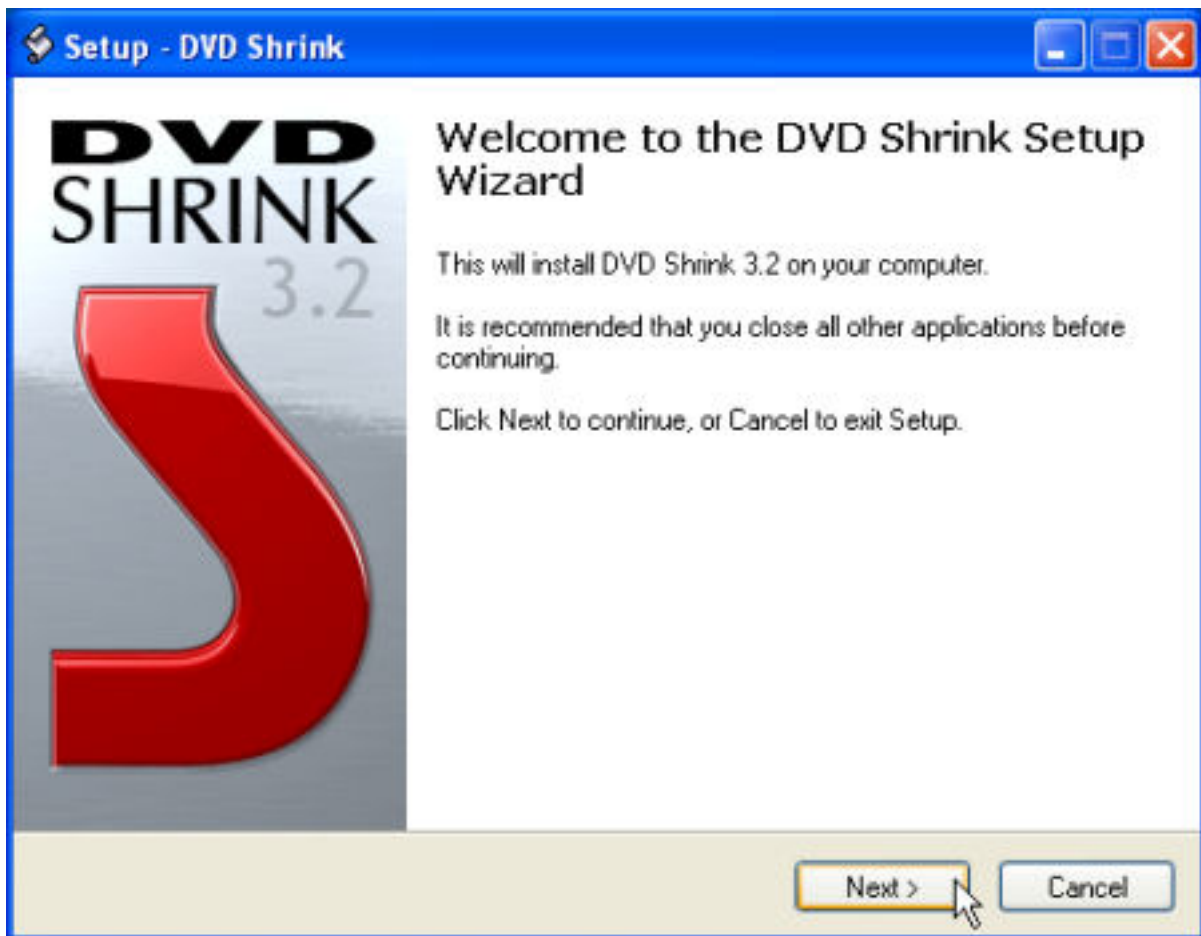 Setup - DVD Shrink
DVD
SHRINK
3.2
Welcome to the DVD Shrink Setup
Wizard
This will install DVD Shrink 3.2 on your computer.
It is recommended that you close all other applications before
continuing.
Click Next to continue, or Cancel to exit Setup.
Next >
Cancel